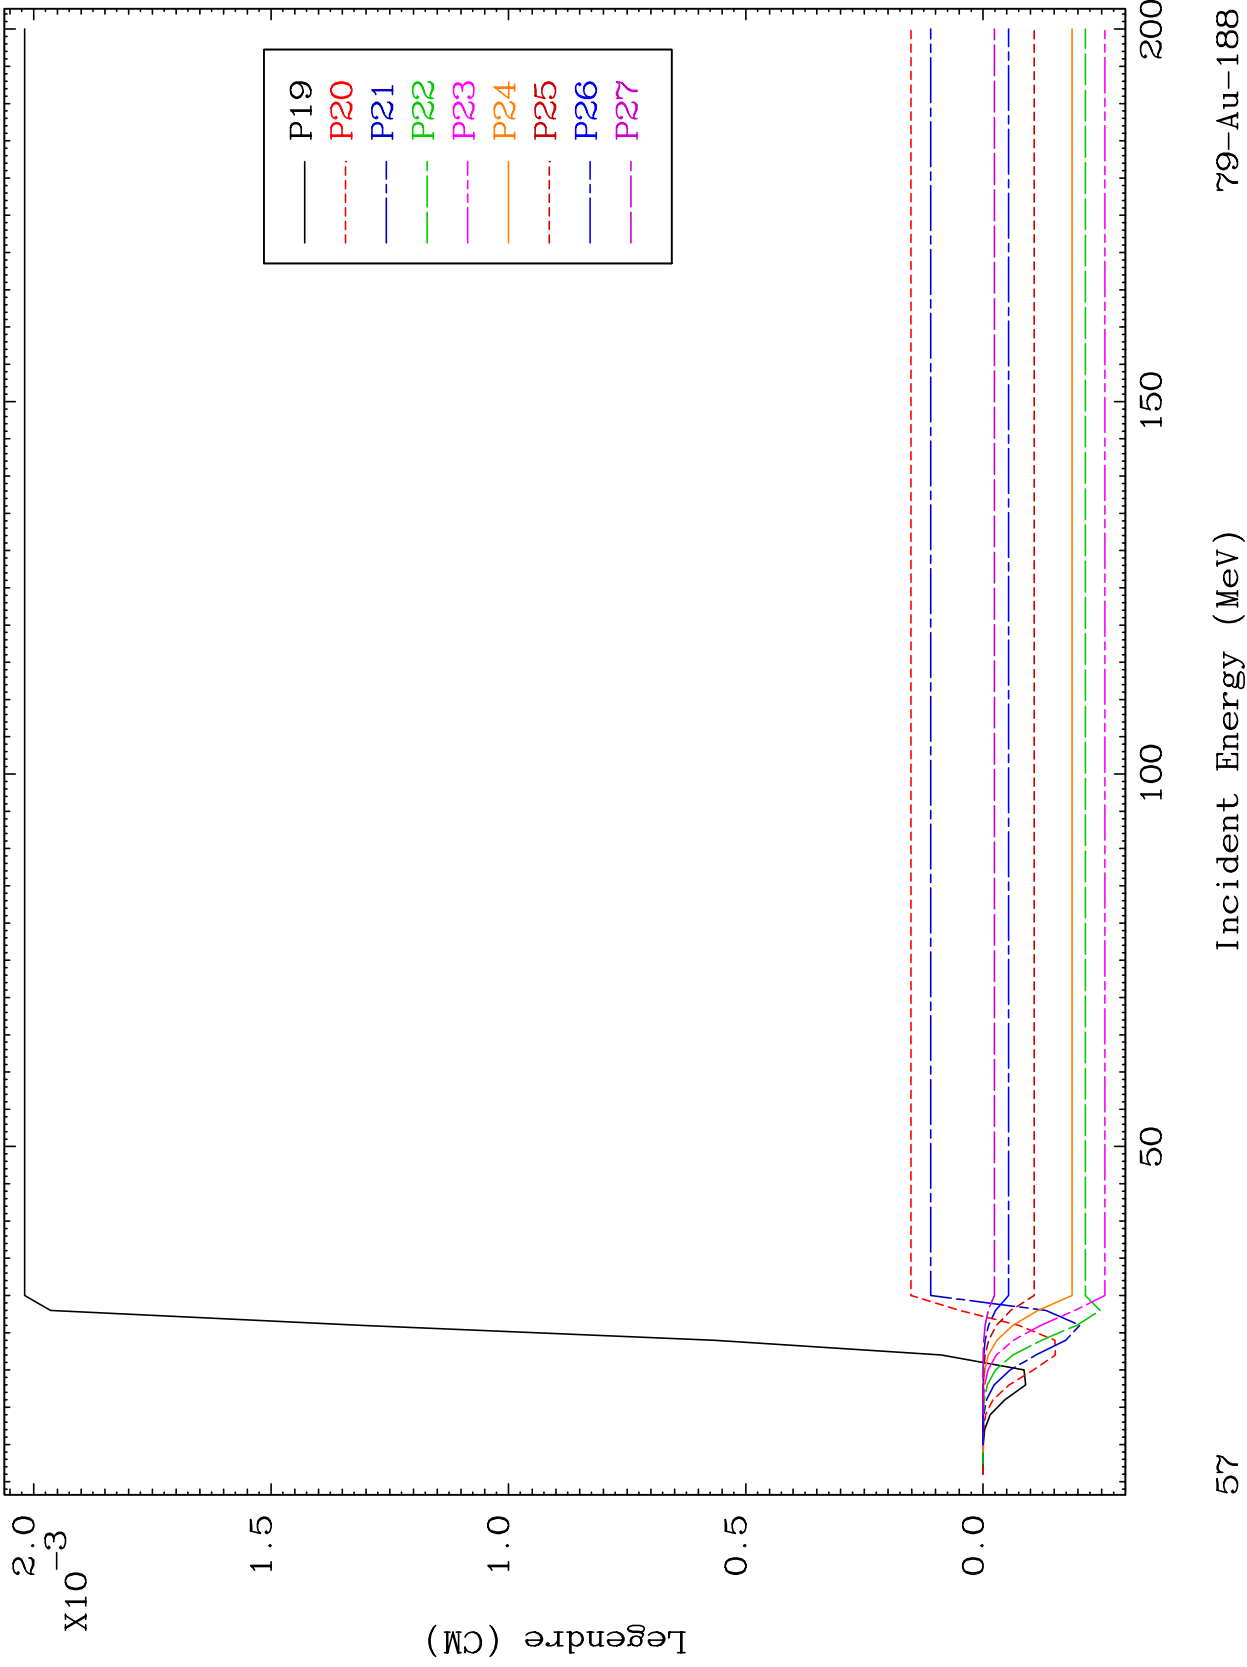 2.0
X10-3
1.5
1.0
0.5
0.0
Legendre (CM)
P19
P20
P21
P22
P23
P24
P25
P26
P27
50
100
150
200
Incident Energy (MeV)
57
79-Au-188